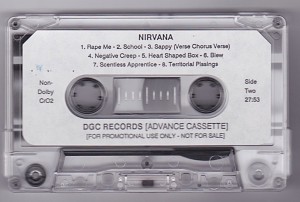 NIRVANA
1. Rape Me - 2. School - 3. Sappy (Verse Chorus Verse)
4. Negative Creep - 5. Heart Shaped Box - 6. Blew
7. Scentless Apprentice - 8. Territorial Pissings
Non-
Dolby
CrO2
Side
Two
27:53
DGC RECORDS [ADVANCE CASSETTE]
[FOR PROMOTIONAL USE ONLY - NOT FOR SALE]